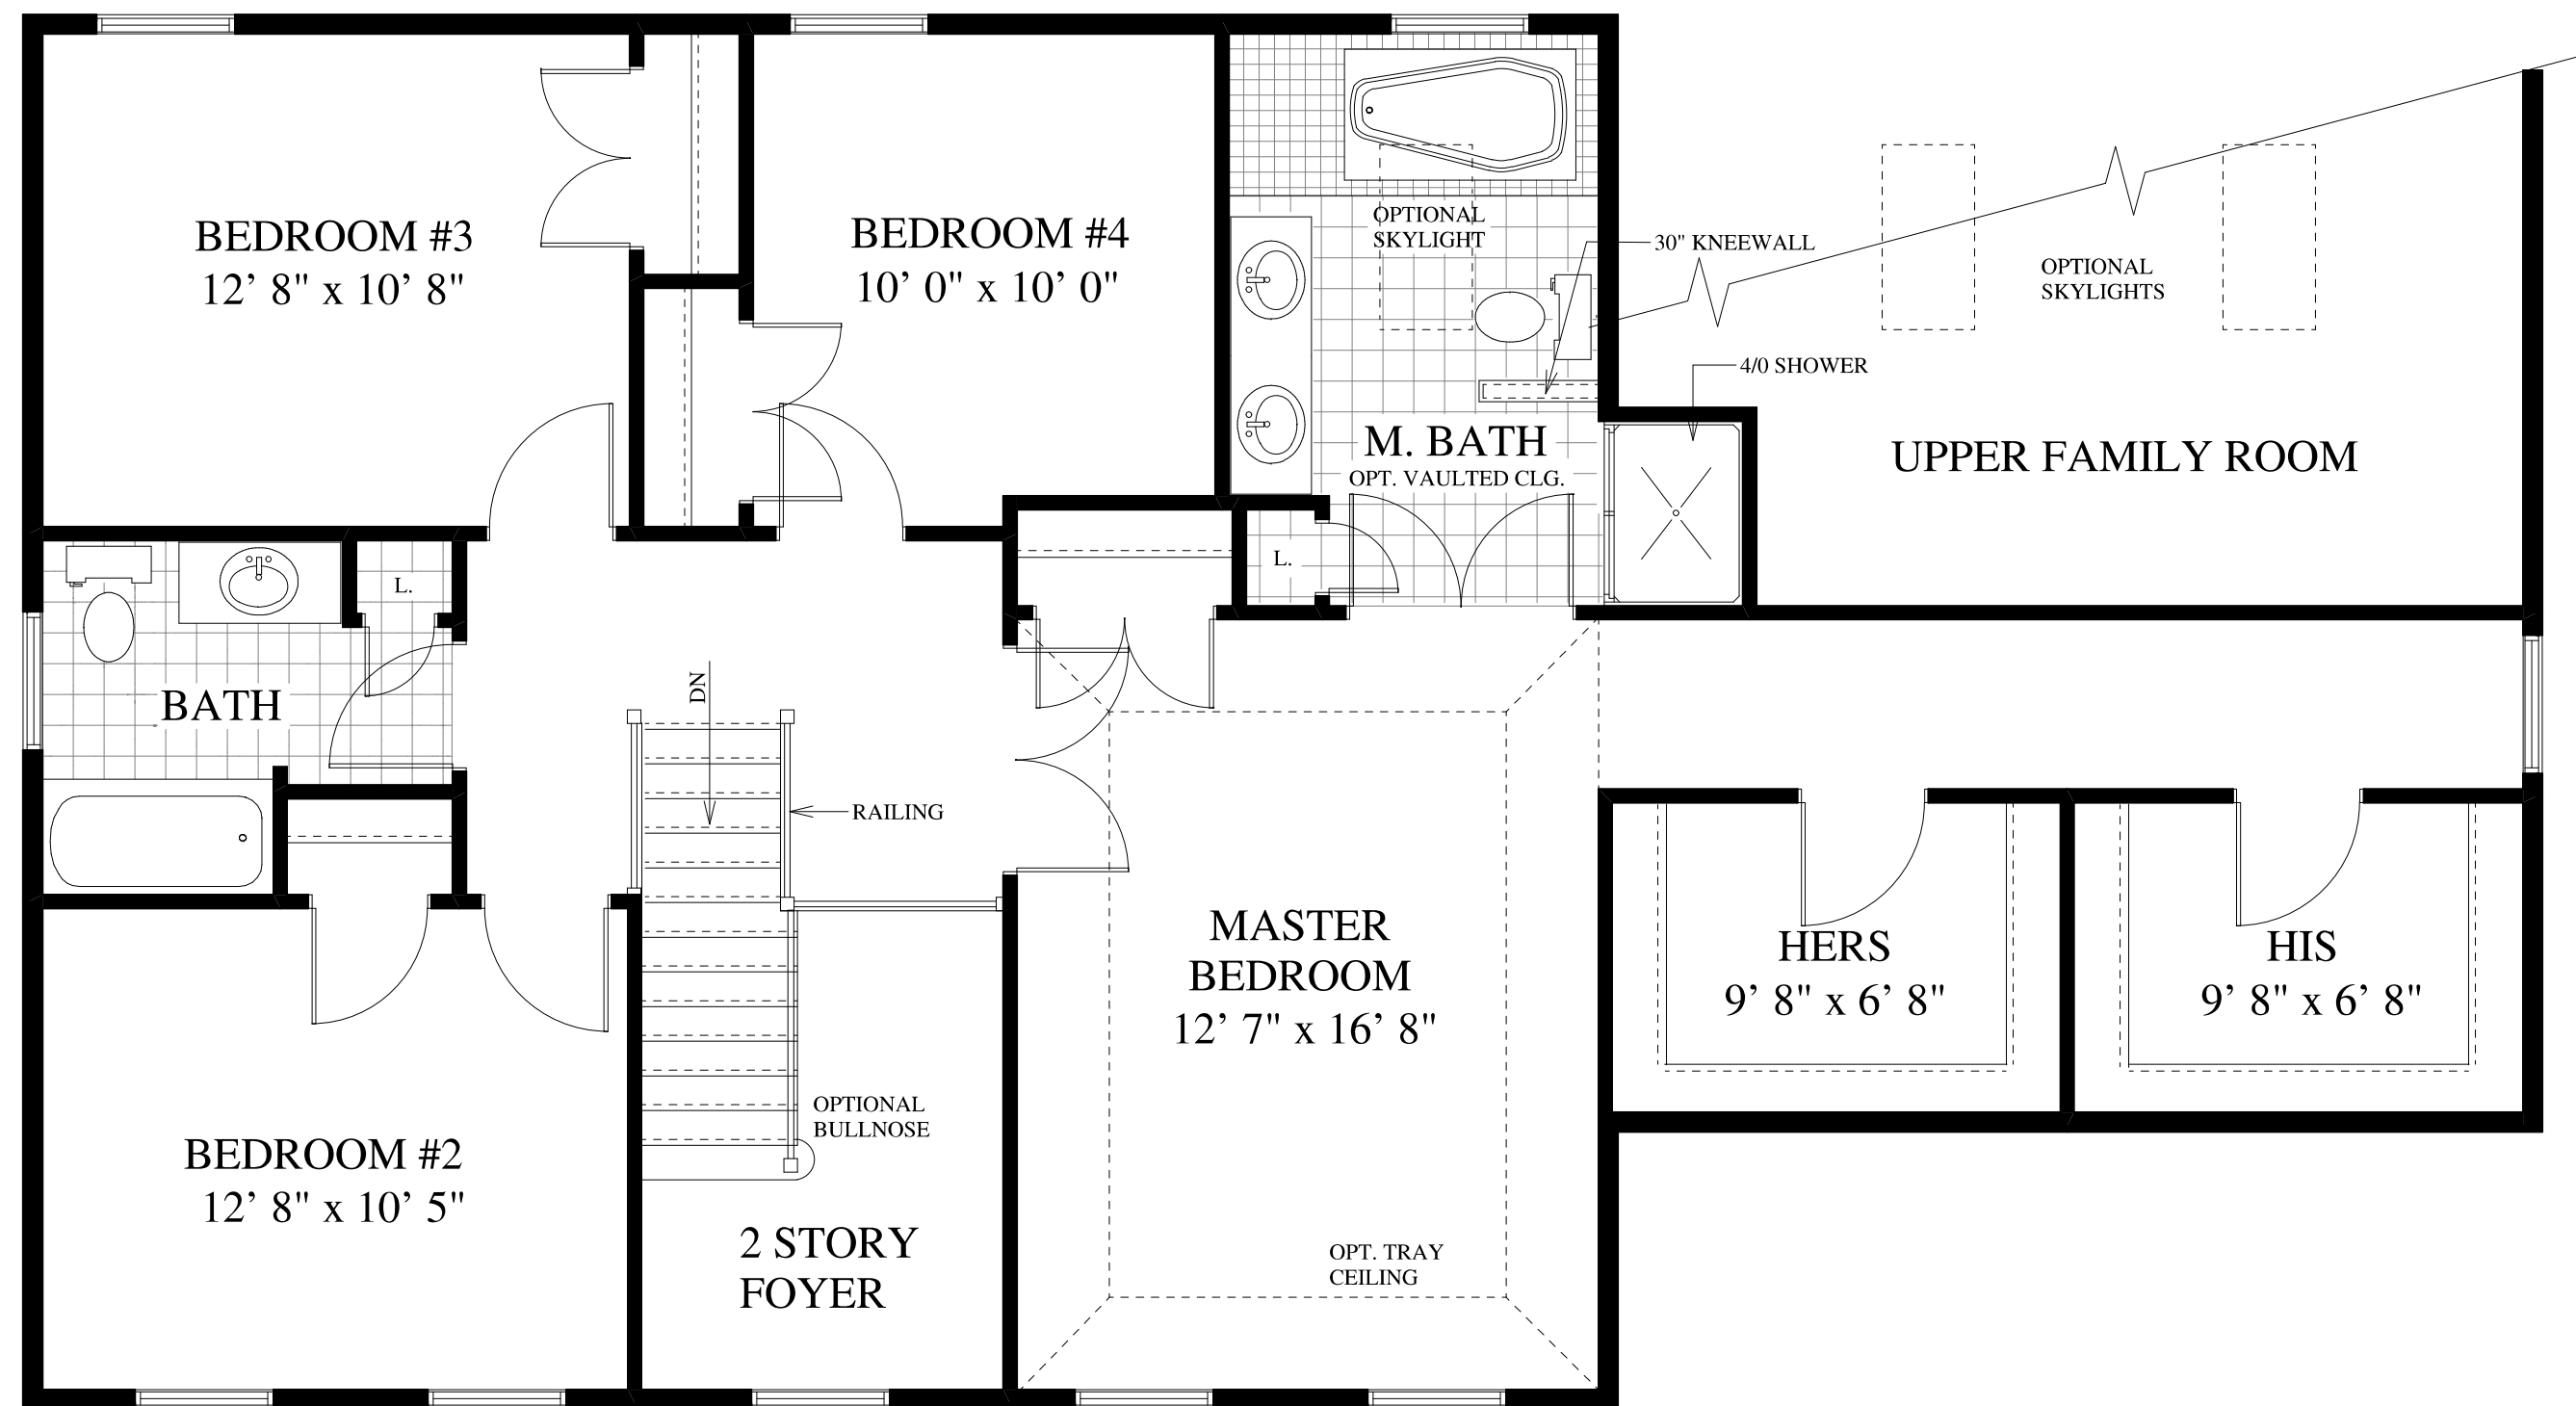 BEDROOM #3
12’ 8" x 10’ 8"
BEDROOM #4
10’ 0" x 10’ 0"
OPTIONAL
SKYLIGHT
30" KNEEWALL
OPTIONAL
SKYLIGHTS
4/0 SHOWER
M. BATH
OPT. VAULTED CLG.
UPPER FAMILY ROOM
L.
L.
BATH
DN
RAILING
MASTER
BEDROOM
12’ 7" x 16’ 8"
HERS
9’ 8" x 6’ 8"
HIS
9’ 8" x 6’ 8"
OPTIONAL
BULLNOSE
BEDROOM #2
12’ 8" x 10’ 5"
2 STORY
FOYER
OPT. TRAY
CEILING